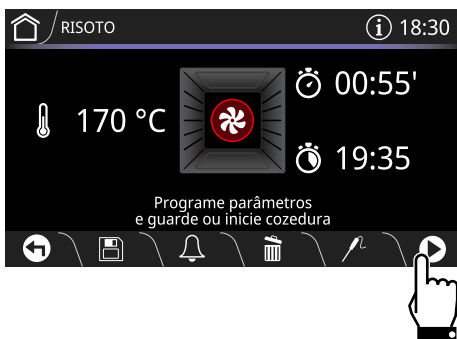 RISOTO
18:30
170 °C
00:55'
19:35
Programe parâmetros
e guarde ou inicie cozedura